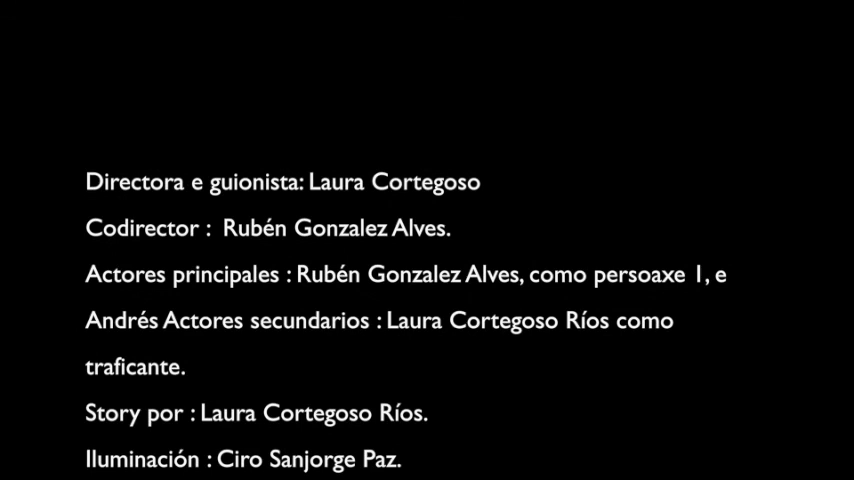 Directora e guionista: Laura Cortegoso
Codirector : Rubén Gonzalez Alves.
Actores principales : Rubén Gonzalez Alves, como persoaxe 1, e
Andrés Actores secundarios : Laura Cortegoso Ríos como
traficante.
Story por : Laura Cortegoso Ríos.
Iluminación : Ciro Sanjorge Paz.